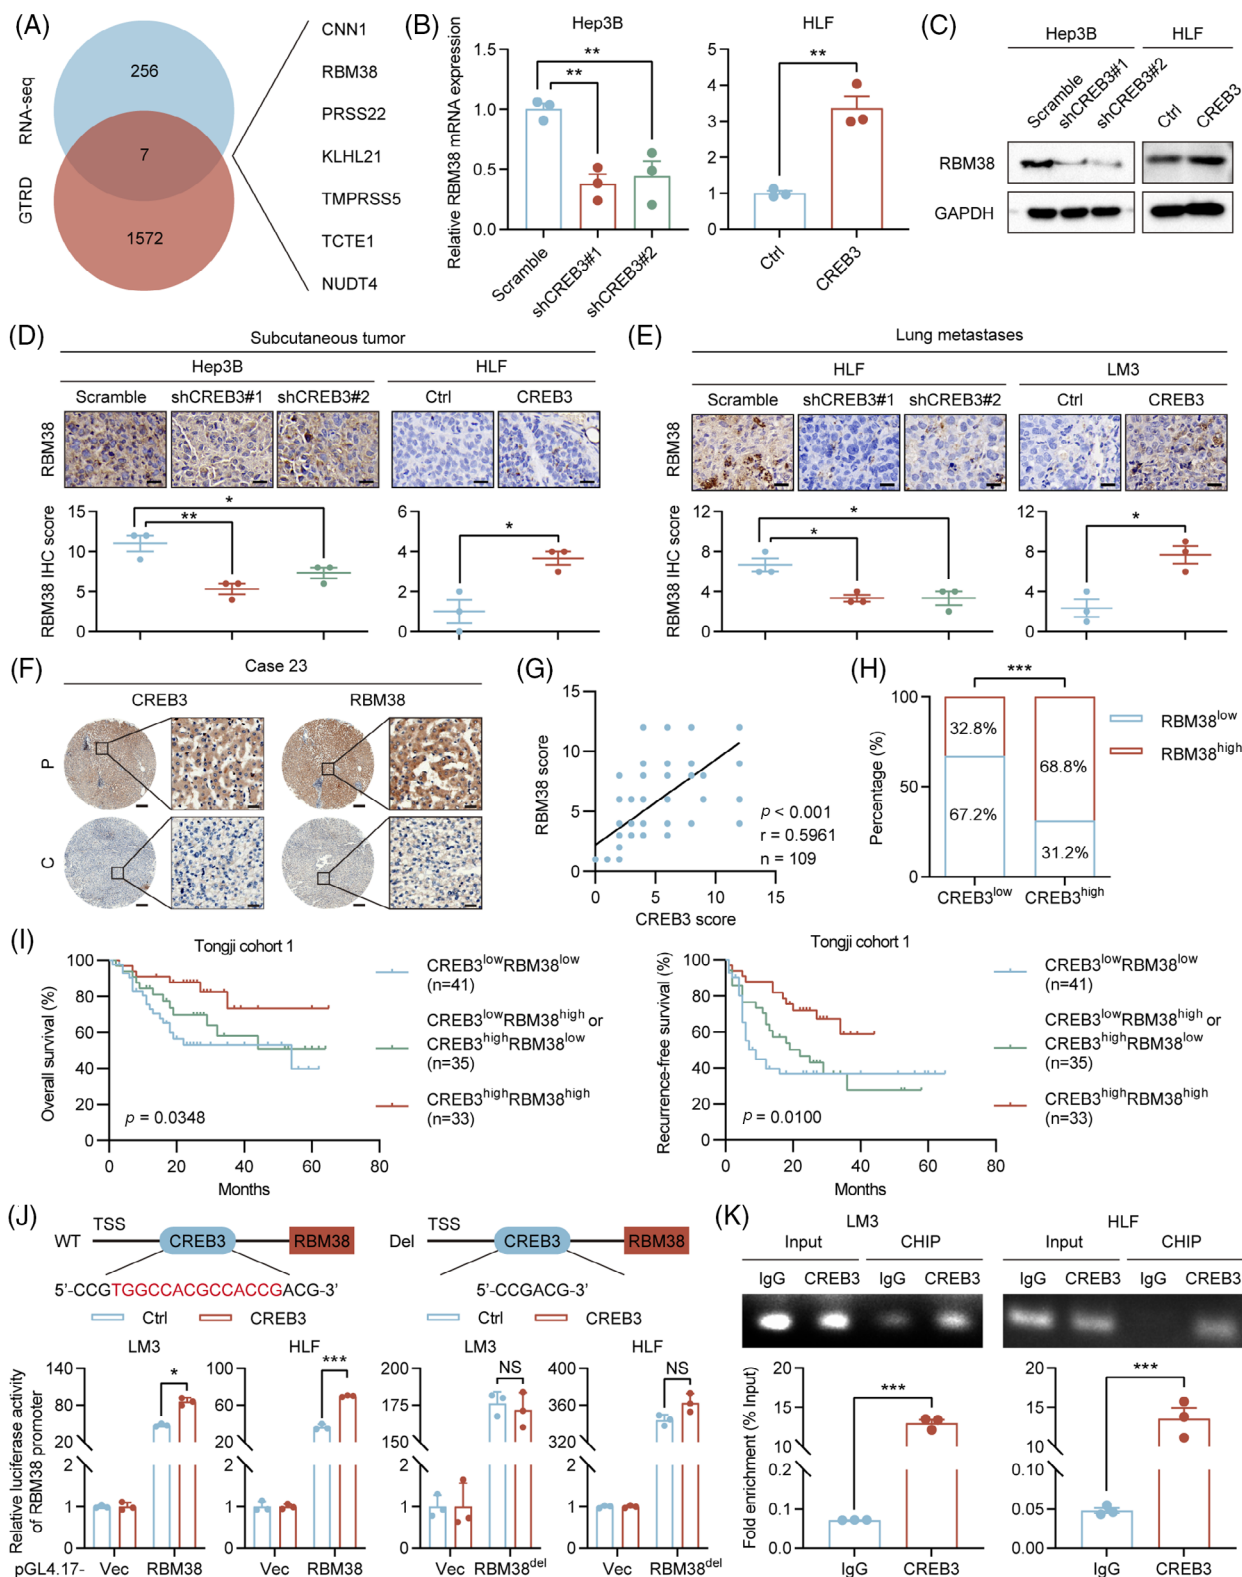 (A)
RNA-seq
GTRD
256
7
1572
CNN1
RBM38
PRSS22
KLHL21
TMPRSS5
TCTE1
NUDT4
(B)
Hep3B
HLF
Relative RBM38 mRNA expression
1.5
1.0
0.5
0.0
**
**
Scramble
shCREB3#1
shCREB3#2
5
4
3
2
1
0
**
Ctrl
CREB3
(C)
Hep3B
HLF
Scramble
shCREB3#1
shCREB3#2
Ctrl
CREB3
RBM38
GAPDH
(D)
Subcutaneous tumor
Hep3B
HLF
Scramble
shCREB3#1
shCREB3#2
Ctrl
CREB3
RBM38
RBM38 IHC score
15
10
5
0
*
**
6
4
2
0
*
(E)
Lung metastases
HLF
LM3
Scramble
shCREB3#1
shCREB3#2
Ctrl
CREB3
RBM38
RBM38 IHC score
12
8
4
0
*
*
12
8
4
0
*
(F)
Case 23
CREB3
RBM38
P
C
(G)
RBM38 score
15
10
5
0
0 5 10 15
CREB3 score
p < 0.001
r = 0.5961
n = 109
(H)
***
Percentage (%)
100
50
0
32.8%
67.2%
68.8%
31.2%
CREB3low
CREB3high
RBM38low
RBM38high
(I)
Tongji cohort 1
Overall survival (%)
100
80
60
40
20
0
p = 0.0348
0 20 40 60 80
Months
CREB3lowRBM38low
(n=41)
CREB3lowRBM38high or
CREB3highRBM38low
(n=35)
CREB3highRBM38high
(n=33)
Tongji cohort 1
Recurrence-free survival (%)
100
80
60
40
20
0
p = 0.0100
0 20 40 60 80
Months
CREB3lowRBM38low
(n=41)
CREB3lowRBM38high or
CREB3highRBM38low
(n=35)
CREB3highRBM38high
(n=33)
(J)
WT
TSS
CREB3
RBM38
5'-CCGTGGCCACGCCACCGACG-3'
Del
TSS
CREB3
RBM38
5'-CCGACG-3'
Ctrl
CREB3
Ctrl
CREB3
Relative luciferase activity
of RBM38 promoter
LM3
140
80
20
2
1
0
*
HLF
100
60
20
2
1
0
***
LM3
200
175
150
2
1
0
NS
HLF
400
360
320
2
1
0
NS
pGL4.17-
Vec RBM38
Vec RBM38
Vec RBM38del
Vec RBM38del
(K)
LM3
HLF
Input
CHIP
Input
CHIP
IgG CREB3 IgG CREB3
IgG CREB3 IgG CREB3
Fold enrichment (% Input)
15
10
0.2
0.1
0.0
***
IgG
CREB3
15
10
0.10
0.05
0.00
***
IgG
CREB3